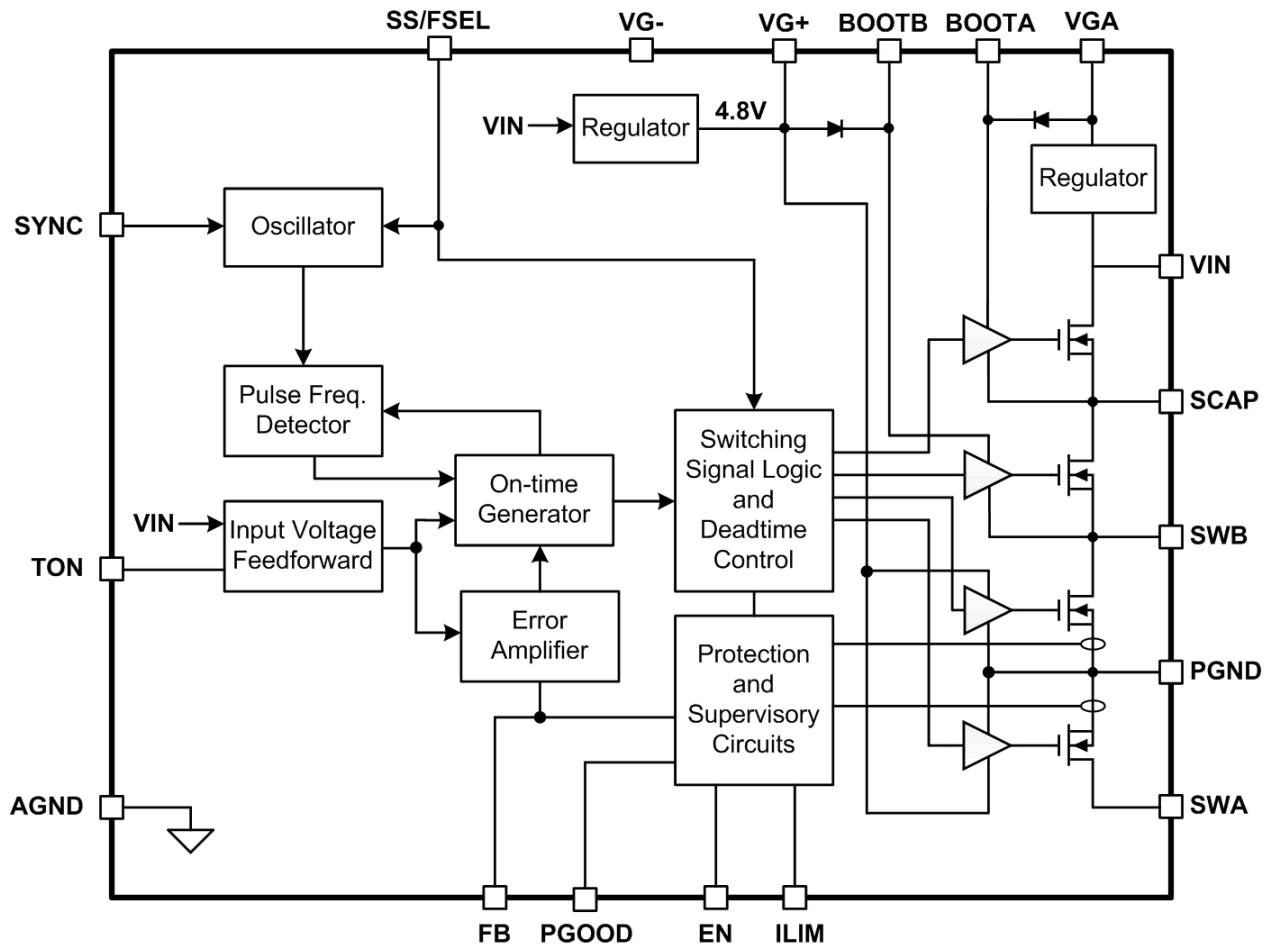 SS/FSEL
VG-
VG+
BOOTB
BOOTA
VGA
VIN
Regulator
4.8V
Regulator
SYNC
Oscillator
VIN
Pulse Freq.
Detector
SCAP
Switching
Signal Logic
and
Deadtime
Control
On-time
Generator
VIN
Input Voltage
Feedforward
TON
SWB
Error
Amplifier
Protection
and
Supervisory
Circuits
PGND
AGND
SWA
FB
PGOOD
EN
ILIM